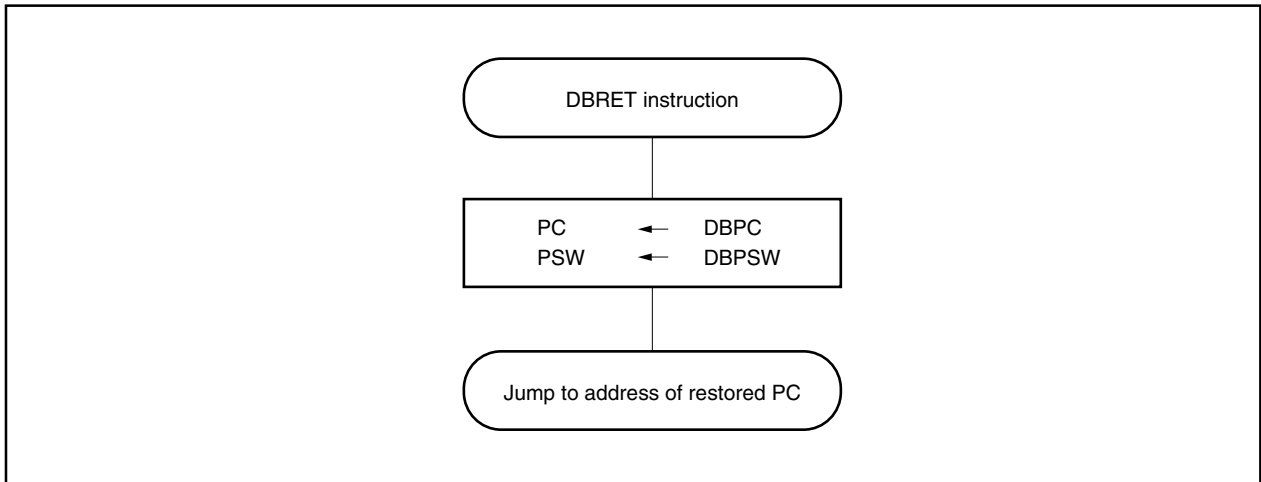 DBRET instruction
PC ← DBPC
PSW ← DBPSW
Jump to address of restored PC